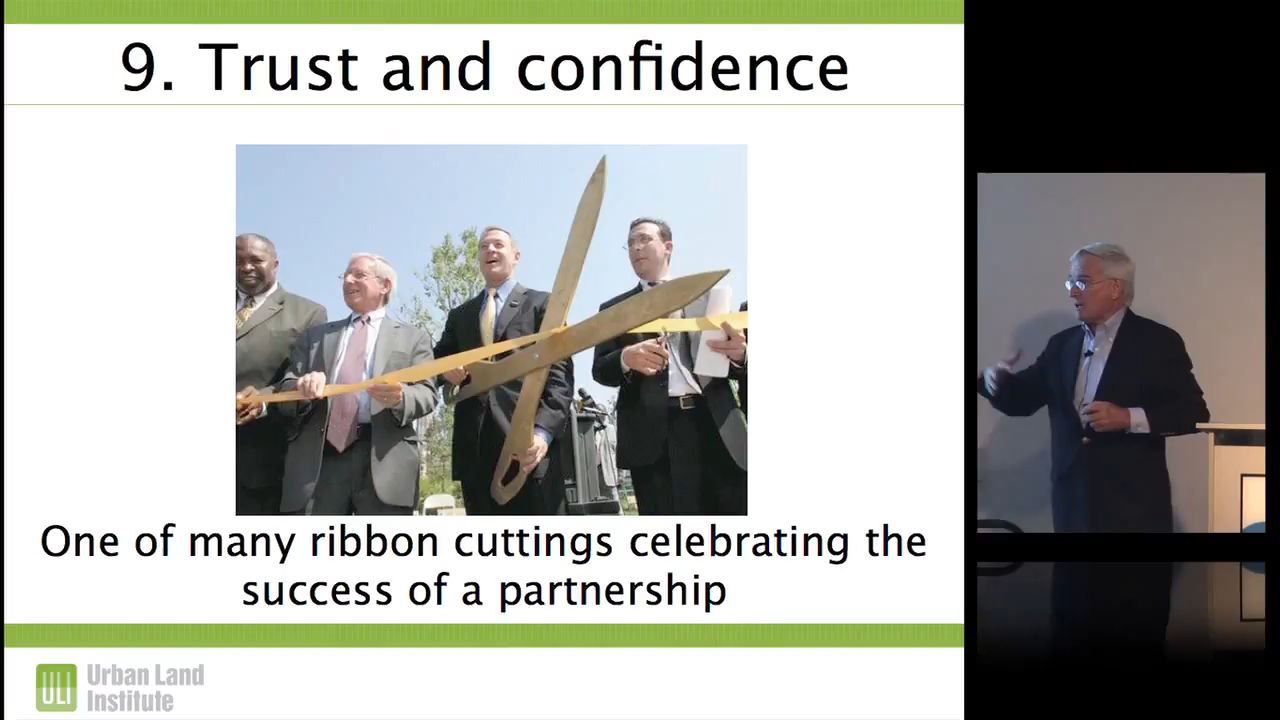 9. Trust and confidence
One of many ribbon cuttings celebrating the
success of a partnership
ULI
Urban Land
Institute